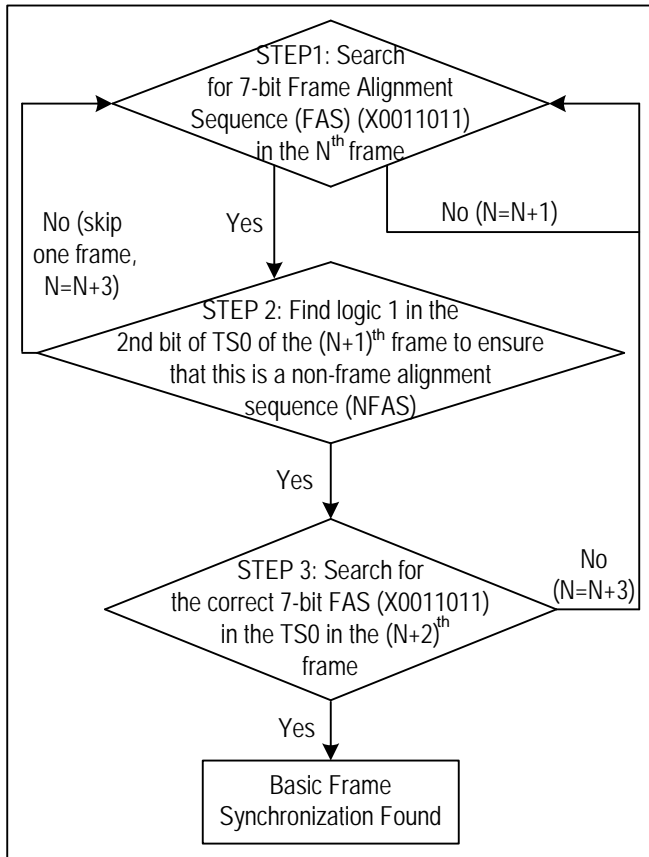 STEP1: Search
for 7-bit Frame Alignment
Sequence (FAS) (X0011011)
in the Nth frame
No (N=N+1)
Yes
No (skip
one frame,
N=N+3)
STEP 2: Find logic 1 in the
2nd bit of TS0 of the (N+1)th frame to ensure
that this is a non-frame alignment
sequence (NFAS)
Yes
STEP 3: Search for
the correct 7-bit FAS (X0011011)
in the TS0 in the (N+2)th
frame
No
(N=N+3)
Yes
Basic Frame
Synchronization Found